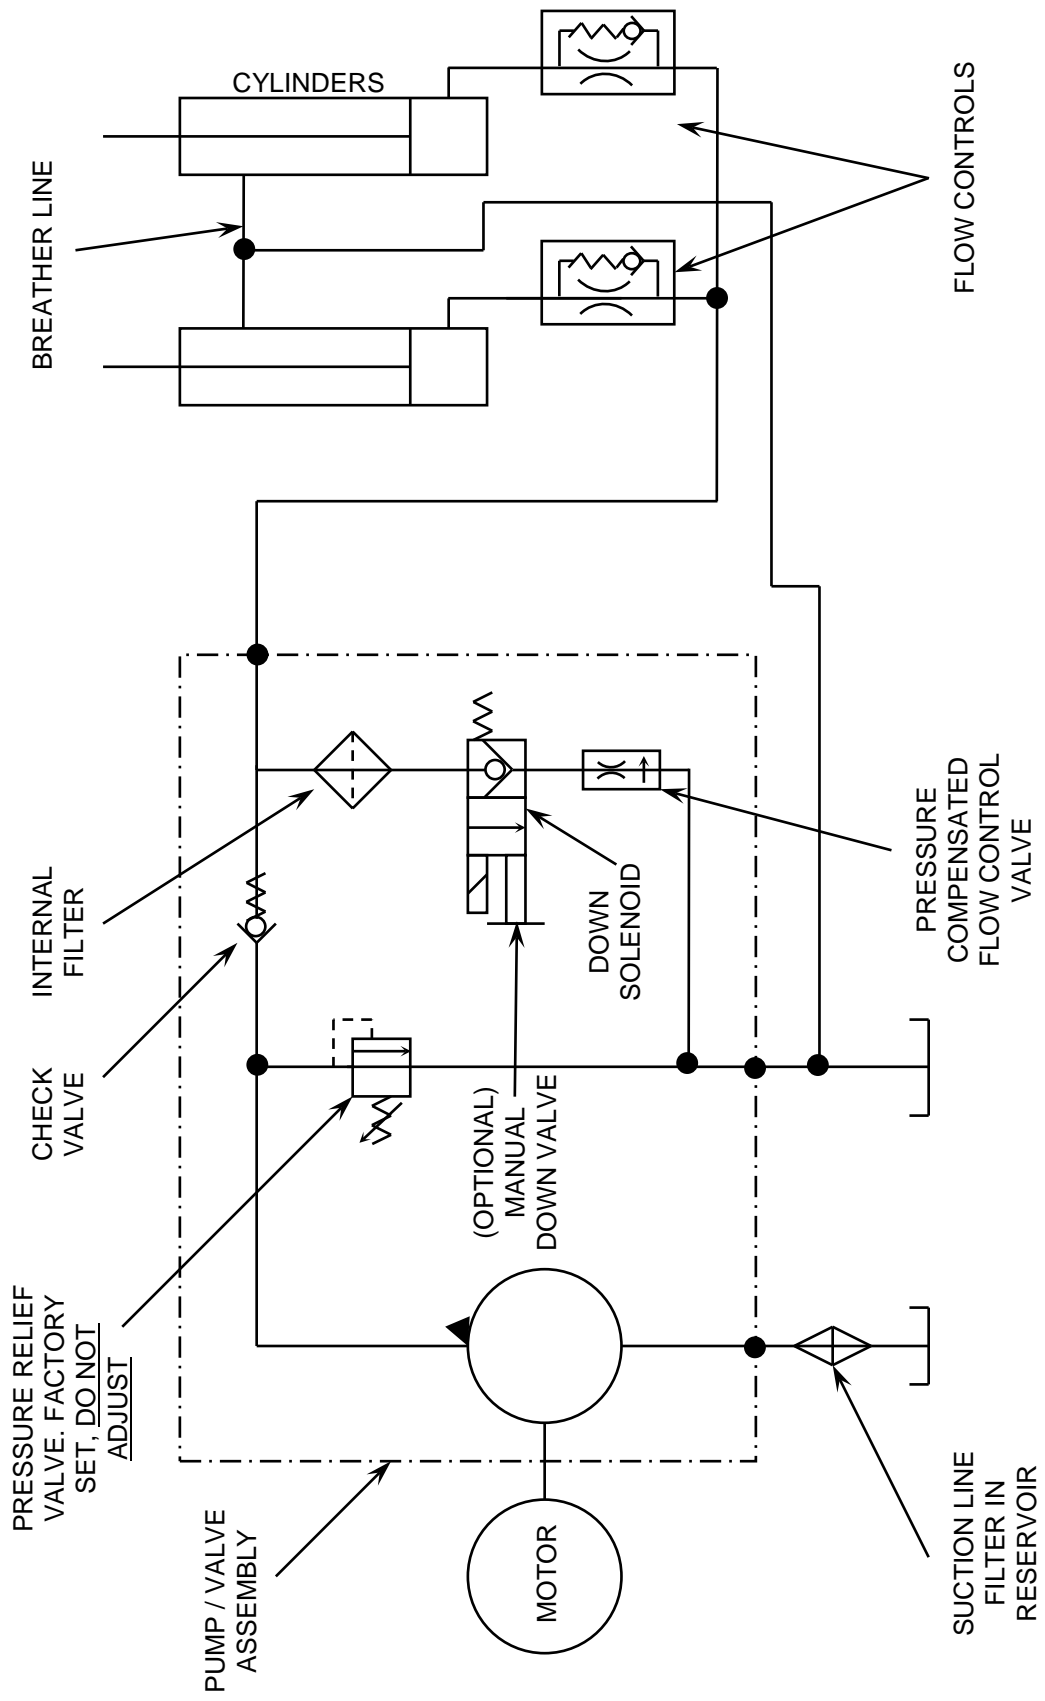 CYLINDERS
BREATHER LINE
FLOW CONTROLS
INTERNAL
FILTER
CHECK
VALVE
DOWN
SOLENOID
PRESSURE
COMPENSATED
FLOW CONTROL
VALVE
(OPTIONAL)
MANUAL
DOWN VALVE
PRESSURE RELIEF
VALVE. FACTORY
SET, DO NOT
ADJUST
PUMP / VALVE
ASSEMBLY
MOTOR
SUCTION LINE
FILTER IN
RESERVOIR